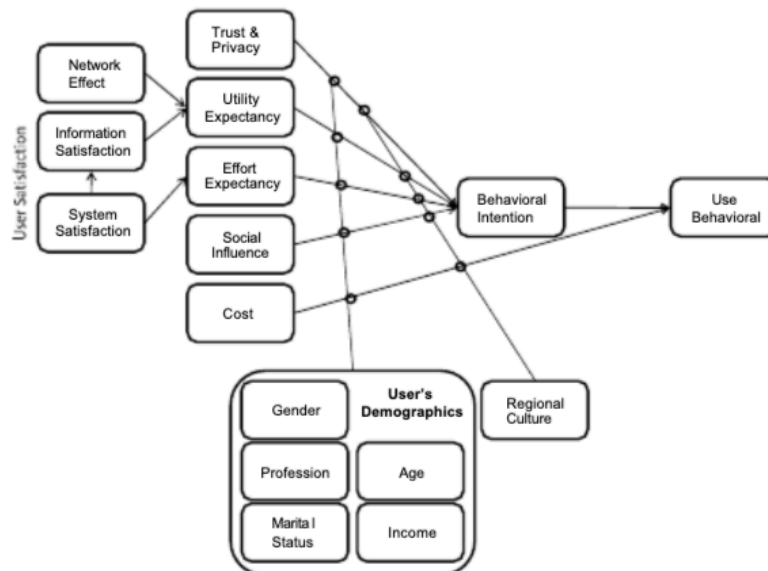 Trust &
Privacy
Network
Effect
Utility
Expectancy
Information
Satisfaction
Effort
Expectancy
User Satisfaction
System
Satisfaction
Behavioral
Intention
Use
Behavioral
Social
Influence
Cost
Gender
User's
Demographics
Regional
Culture
Profession
Age
Marital
Status
Income